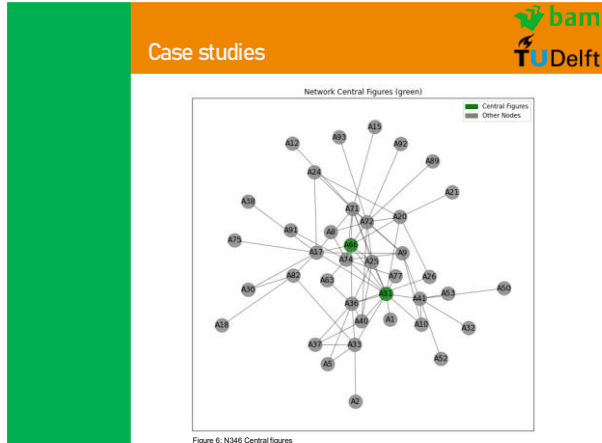 bam
Case studies
TUDelft
Network Central Figures (green)
Central Figures
Other Nodes
A15
A93
A12
A92
A89
A24
A21
A38
A71
A72
A20
A91
A8
A75
A66
A17
A74
A25
A9
A82
A63
A77
A26
A30
A11
A53
A50
A41
A36
A18
A40
A1
A10
A32
A37
A33
A5
A52
A2
Figure 6: N346 Central figures